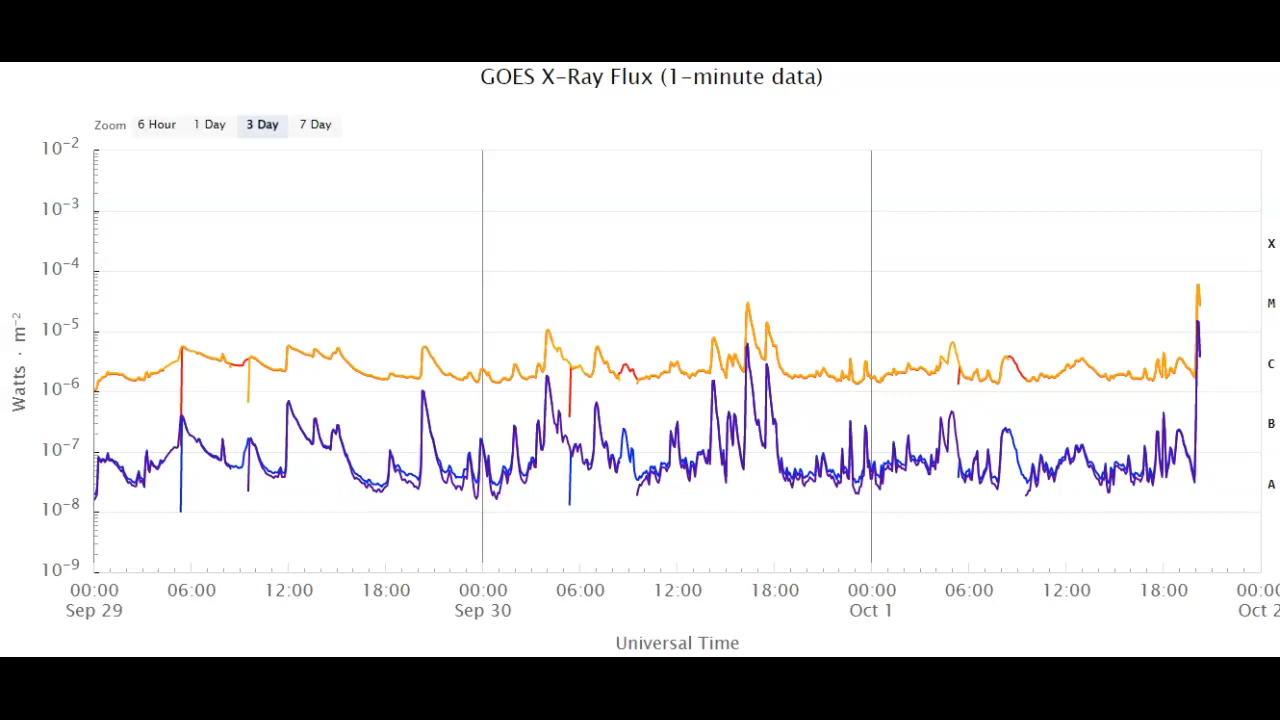 GOES X-Ray Flux (1-minute data)
Zoom 6 Hour 1 Day 3 Day 7 Day
10⁻²
10⁻³
10⁻⁴
10⁻⁵
10⁻⁶
10⁻⁷
10⁻⁸
10⁻⁹
Watts · m⁻²
X
M
C
B
A
00:00 06:00 12:00 18:00 00:00 06:00 12:00 18:00 00:00 06:00 12:00 18:00 00:00
Sep 29 Sep 30 Oct 1 Oct 2
Universal Time